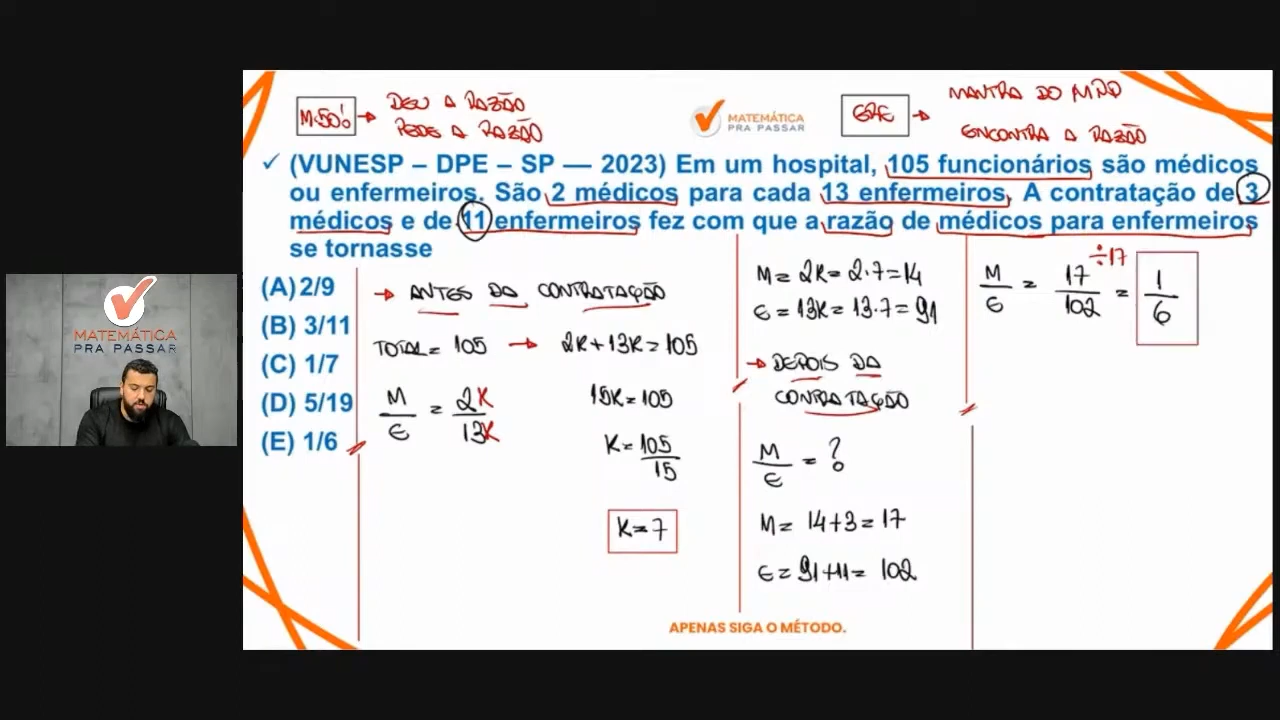 M.50!
DEU A RAZÃO
PEDE A RAZÃO
MATEMÁTICA
PRA PASSAR
MANTRA DO MPP
ENCONTRA A RAZÃO
✓ (VUNESP – DPE – SP –– 2023) Em um hospital, 105 funcionários são médicos
ou enfermeiros. São 2 médicos para cada 13 enfermeiros. A contratação de 3
médicos e de 11 enfermeiros fez com que a razão de médicos para enfermeiros
se tornasse
(A) 2/9
(B) 3/11
(C) 1/7
(D) 5/19
(E) 1/6
→ ANTES DA CONTRATAÇÃO
TOTAL = 105 → 2K+13K=105
M/E = 2K/13K
15K=105
K=105/15
K=7
M= 2K= 2.7=14
E= 13K= 13.7=91
→ DEPOIS DA
CONTRATAÇÃO
M/E = ?
M= 14+3=17
E= 91+11= 102
÷17
M/E = 17/102 = 1/6
MATEMÁTICA
PRA PASSAR
APENAS SIGA O MÉTODO.